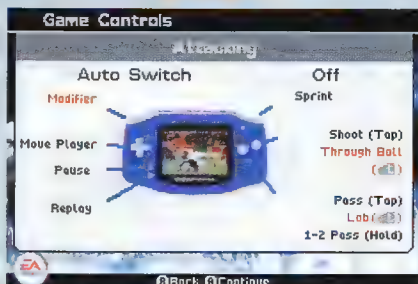 Game Controls
Attacking
Auto Switch Off
Modifier Sprint
Move Player Shoot (Tap)
Through Ball
(L)
Pause
Replay Pass (Tap)
Lob (L)
1-2 Pass (Hold)
EA
B Back A Continue